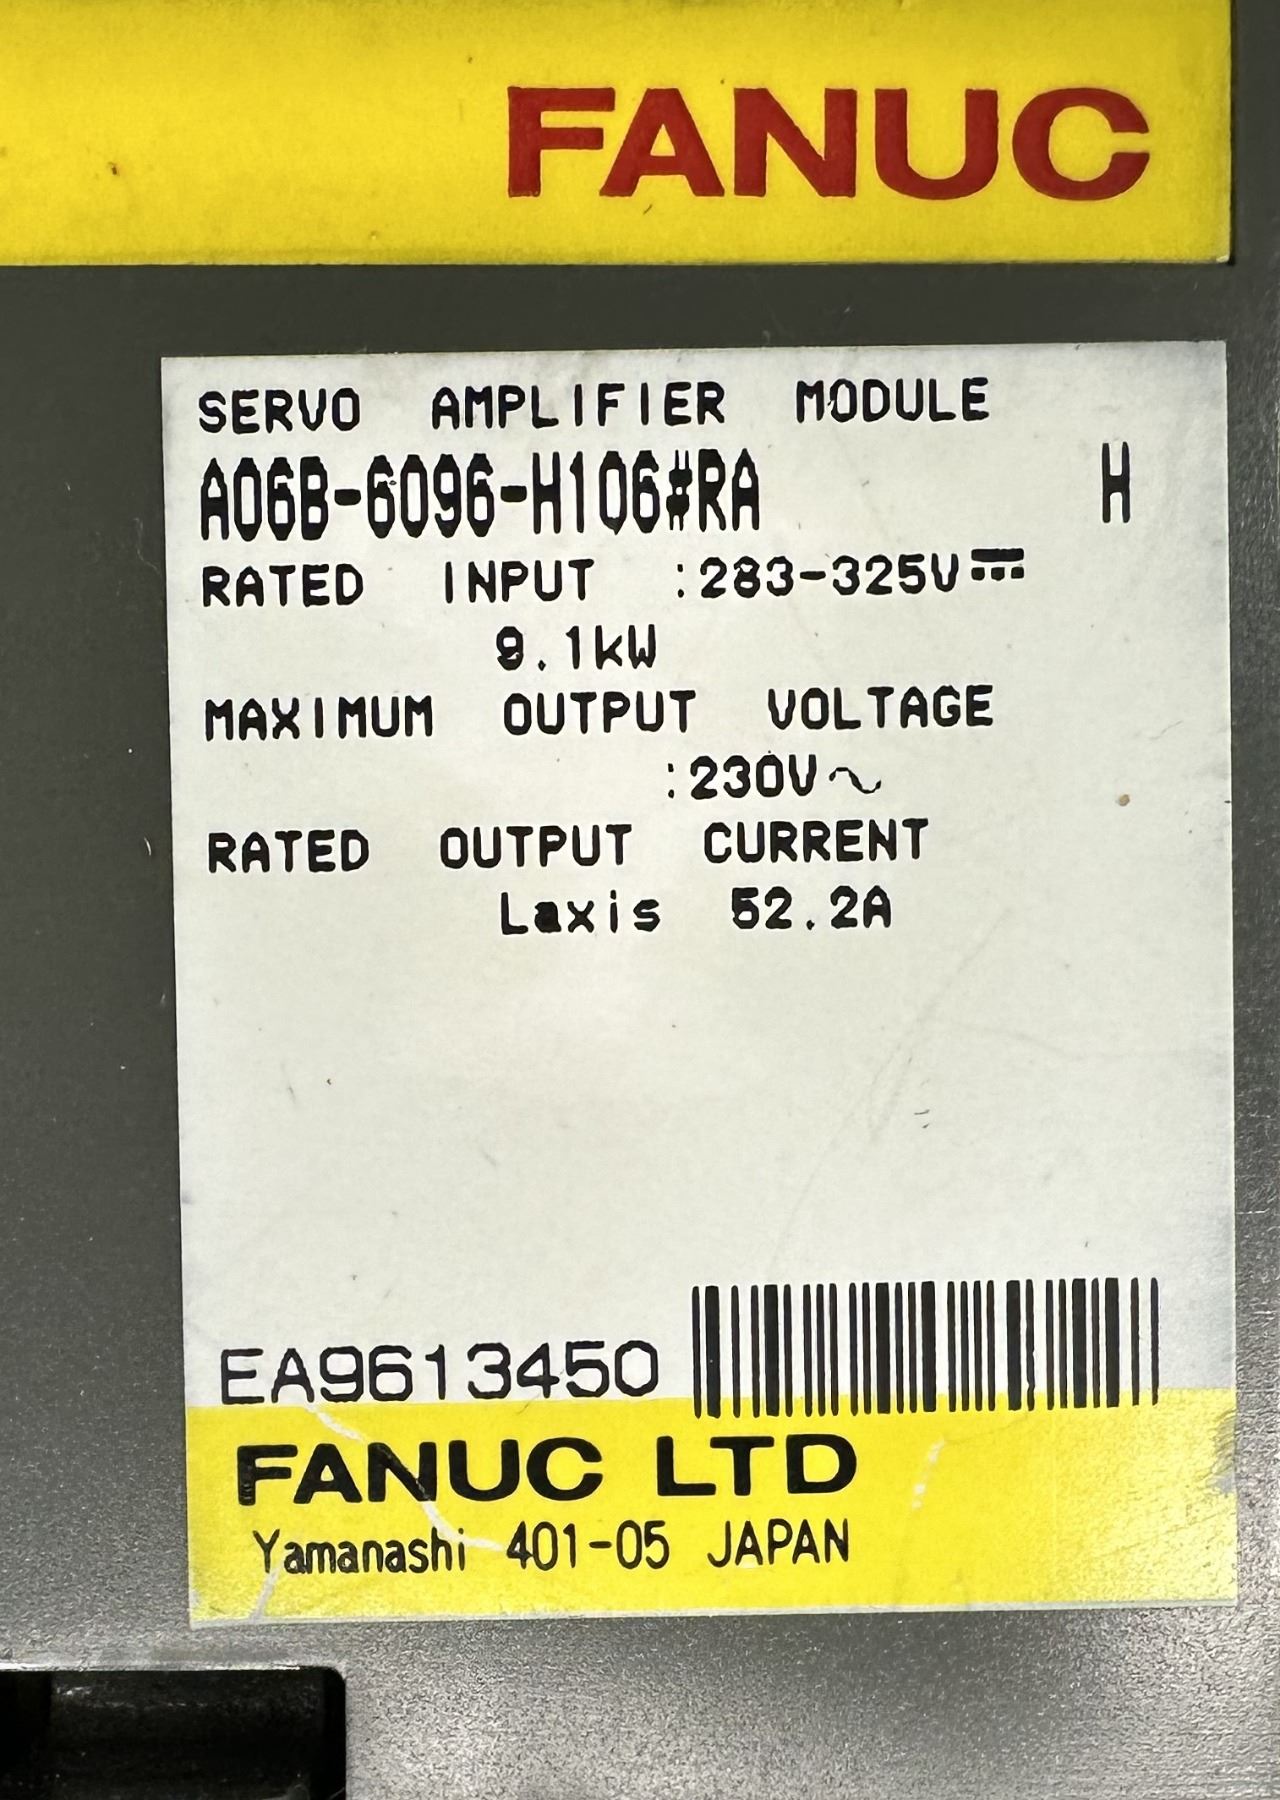 FANUC
SERVO AMPLIFIER MODULE
A06B-6096-H106#RA H
RATED INPUT :283-325V⎓
9.1kW
MAXIMUM OUTPUT VOLTAGE
:230V~
RATED OUTPUT CURRENT
Laxis 52.2A
EA9613450
FANUC LTD
Yamanashi 401-05 JAPAN